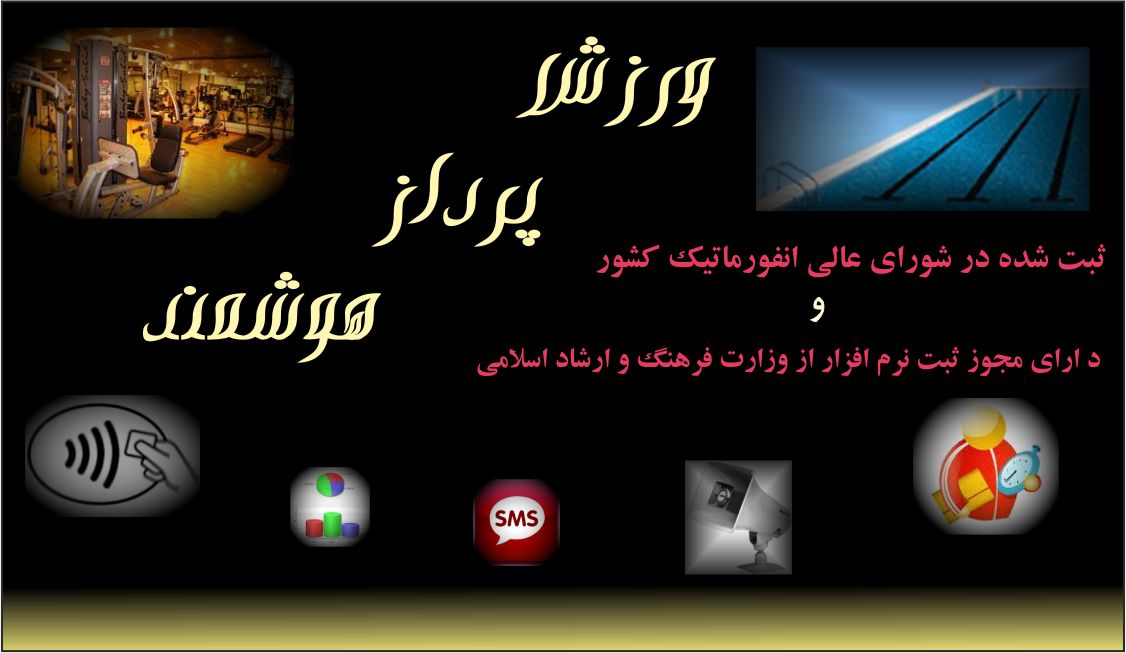 ورزش
پرداز
هوشمند
ثبت شده در شورای عالی انفورماتیک کشور
و
د ارای مجوز ثبت نرم افزار از وزارت فرهنگ و ارشاد اسلامی
SMS